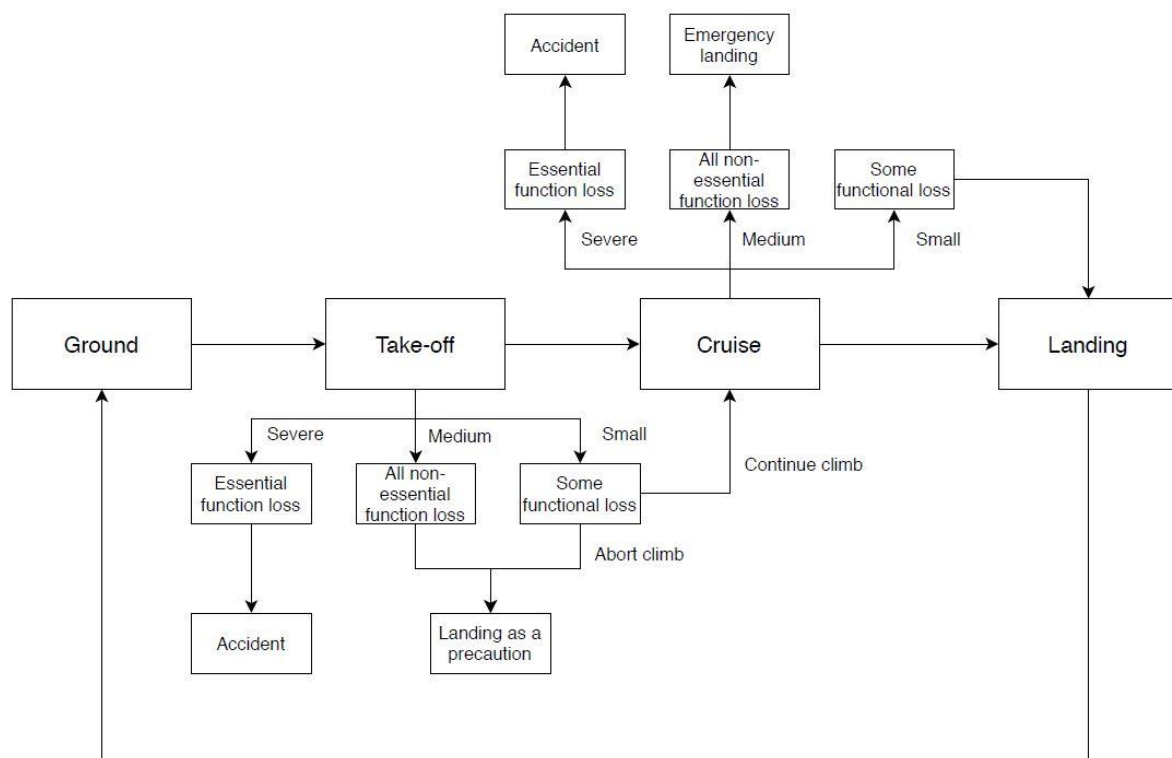 Accident
Emergency
landing
Essential
function loss
All non-
essential
function loss
Some
functional loss
Severe
Medium
Small
Ground
Take-off
Cruise
Landing
Severe
Medium
Small
Continue climb
Essential
function loss
All non-
essential
function loss
Some
functional loss
Abort climb
Accident
Landing as a
precaution